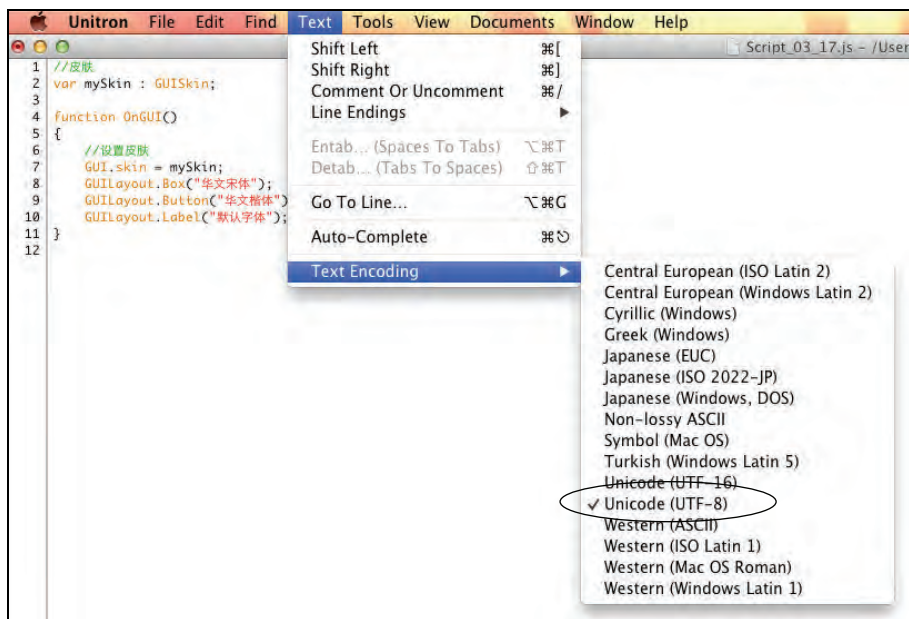 Unitron File Edit Find Text Tools View Documents Window Help
Script_03_17.js – /User
1 //皮肤
2 var mySkin : GUISkin;
3
4 function OnGUI()
5 {
6 //设置皮肤
7 GUI.skin = mySkin;
8 GUILayout.Box("华文宋体");
9 GUILayout.Button("华文楷体")
10 GUILayout.Label("默认字体");
11 }
12
Shift Left ⌘[
Shift Right ⌘]
Comment Or Uncomment ⌘/
Line Endings
Entab... (Spaces To Tabs) ⌥⌘T
Detab... (Tabs To Spaces) ⇧⌘T
Go To Line... ⌥⌘G
Auto-Complete ⌘⎋
Text Encoding
Central European (ISO Latin 2)
Central European (Windows Latin 2)
Cyrillic (Windows)
Greek (Windows)
Japanese (EUC)
Japanese (ISO 2022-JP)
Japanese (Windows, DOS)
Non-lossy ASCII
Symbol (Mac OS)
Turkish (Windows Latin 5)
Unicode (UTF-16)
✓ Unicode (UTF-8)
Western (ASCII)
Western (ISO Latin 1)
Western (Mac OS Roman)
Western (Windows Latin 1)